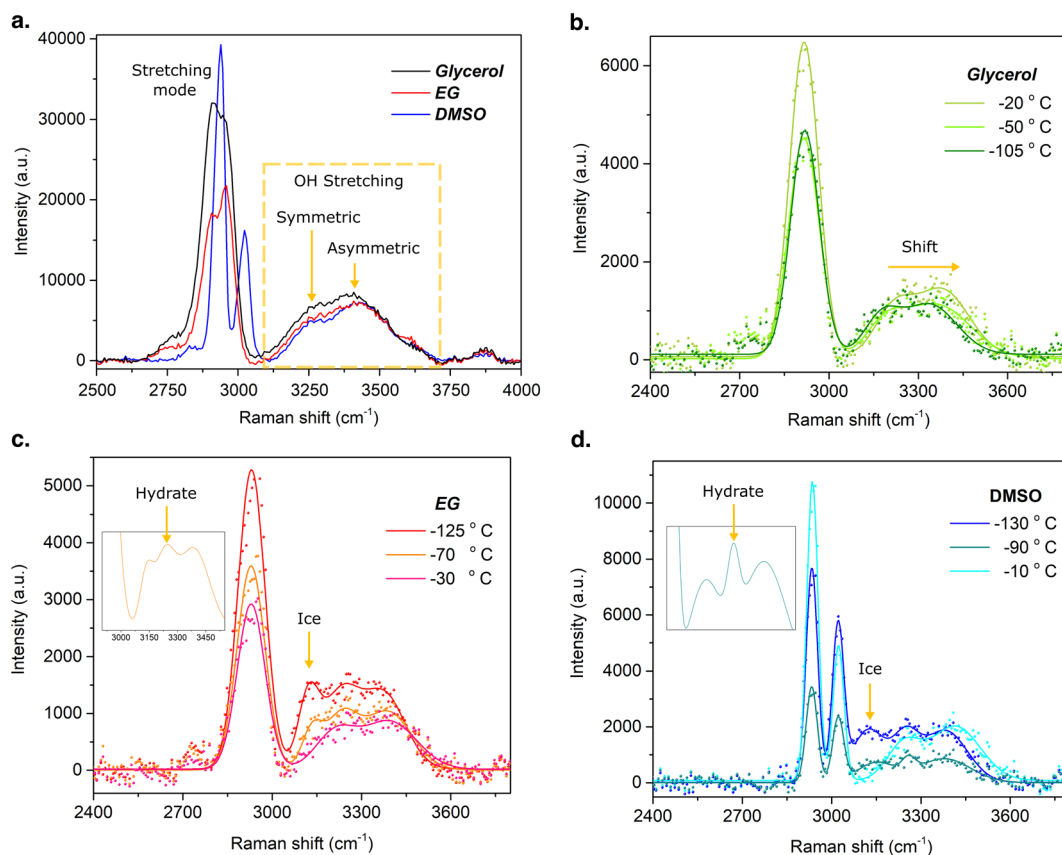 a.
40000
35000
30000
25000
20000
15000
10000
5000
0
Intensity (a.u.)
Stretching
mode
Glycerol
EG
DMSO
OH Stretching
Symmetric
Asymmetric
2500 3000 3500 4000
Raman shift (cm-1)
b.
6000
4000
2000
0
Intensity (a.u.)
Glycerol
-20 ° C
-50 ° C
-105 ° C
Shift
2400 2700 3000 3300 3600
Raman shift (cm-1)
c.
5000
4000
3000
2000
1000
0
Intensity (a.u.)
Hydrate
3000 3150 3300 3450
EG
-125 ° C
-70 ° C
-30 ° C
Ice
2400 2700 3000 3300 3600
Raman shift (cm-1)
d.
10000
8000
6000
4000
2000
0
Intensity (a.u.)
Hydrate
DMSO
-130 ° C
-90 ° C
-10 ° C
Ice
2400 2700 3000 3300 3600
Raman shift (cm-1)